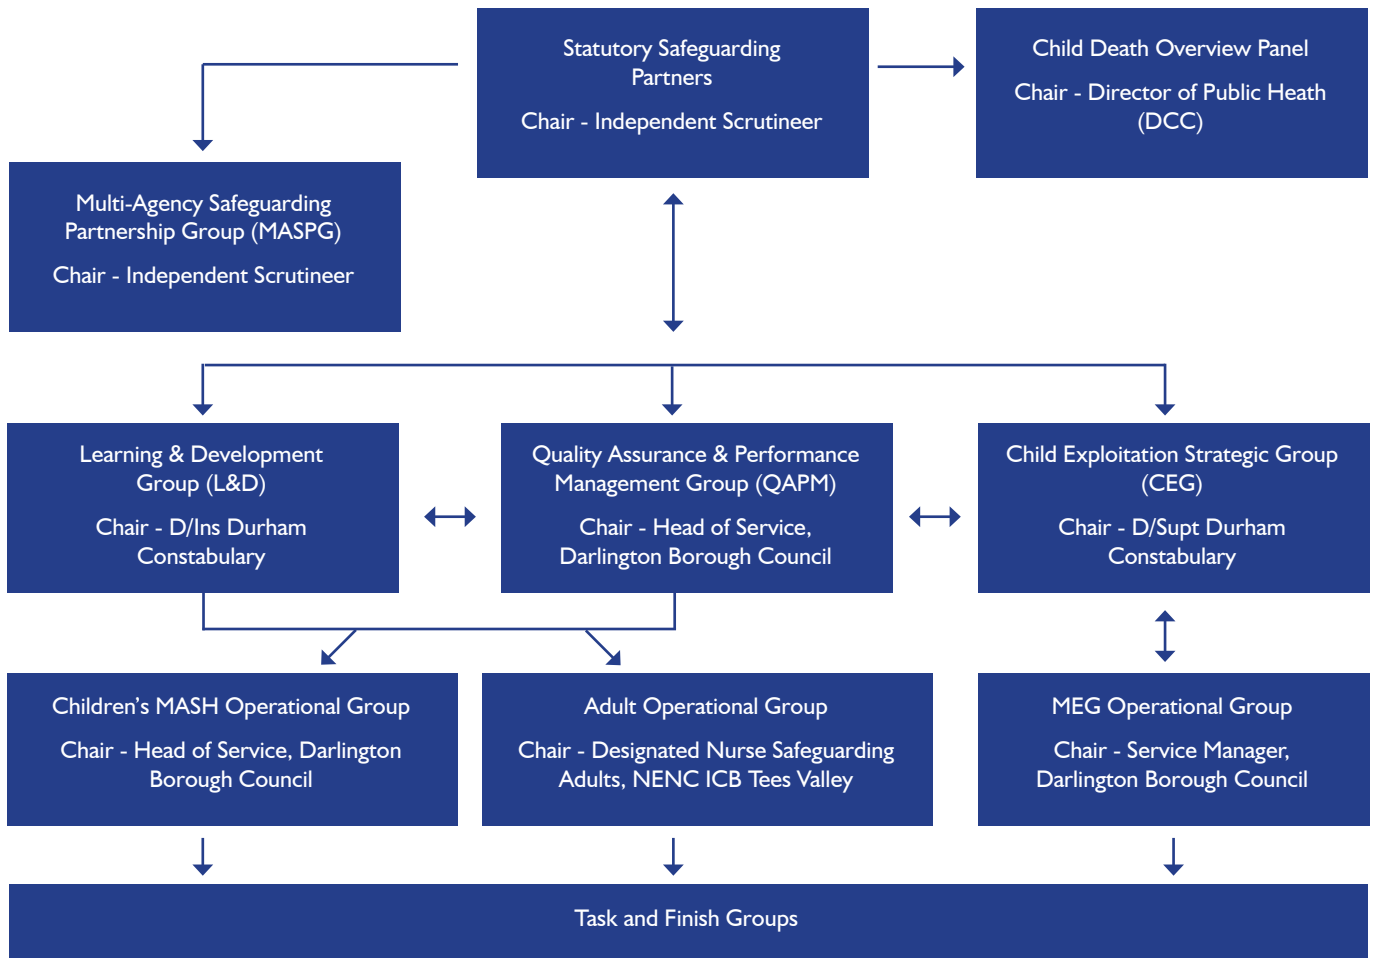 Statutory Safeguarding
Partners
Chair - Independent Scrutineer
Child Death Overview Panel
Chair - Director of Public Heath
(DCC)
Multi-Agency Safeguarding
Partnership Group (MASPG)
Chair - Independent Scrutineer
Learning & Development
Group (L&D)
Chair - D/Ins Durham
Constabulary
Quality Assurance & Performance
Management Group (QAPM)
Chair - Head of Service,
Darlington Borough Council
Child Exploitation Strategic Group
(CEG)
Chair - D/Supt Durham
Constabulary
Children’s MASH Operational Group
Chair - Head of Service, Darlington
Borough Council
Adult Operational Group
Chair - Designated Nurse Safeguarding
Adults, NENC ICB Tees Valley
MEG Operational Group
Chair - Service Manager,
Darlington Borough Council
Task and Finish Groups